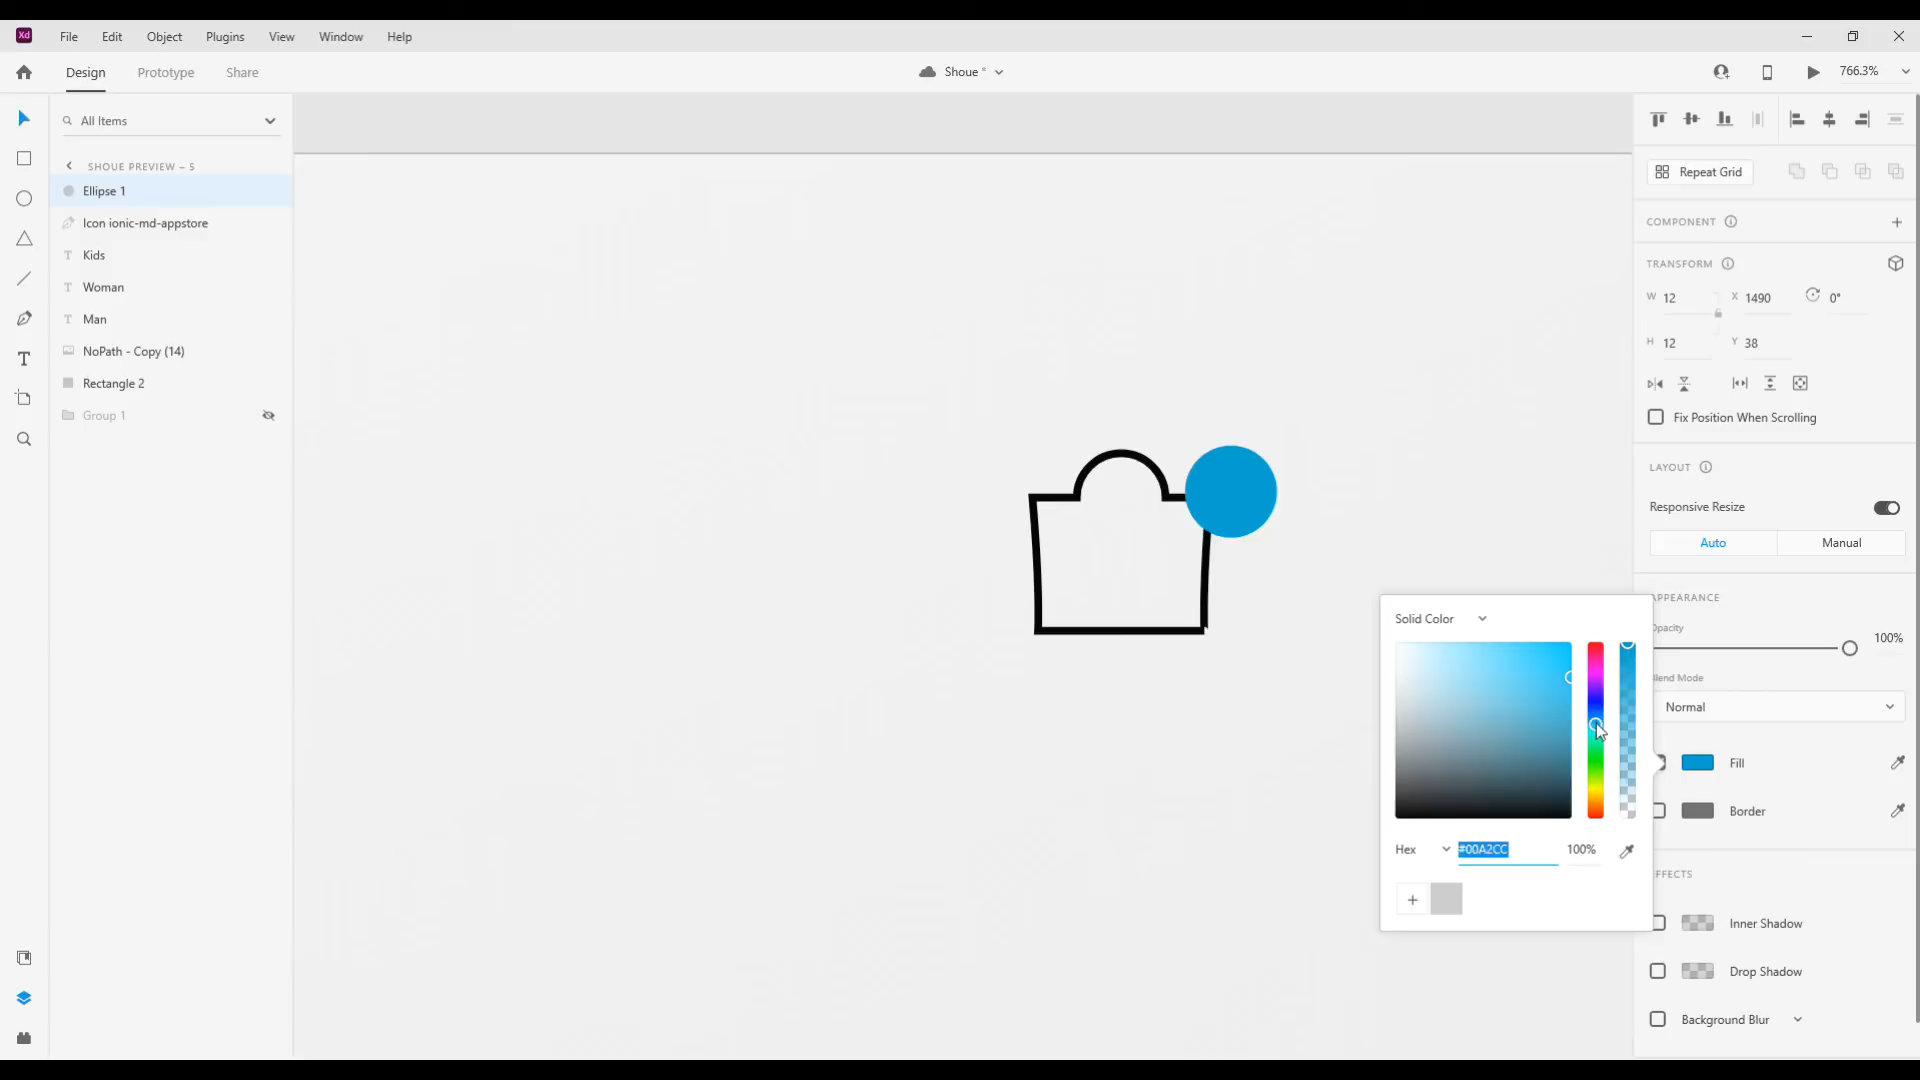 Xd File Edit Object Plugins View Window Help
Design Prototype Share Shoue * 766.3%
All Items
SHOUE PREVIEW – 5
Ellipse 1
Icon ionic-md-appstore
Kids
Woman
Man
NoPath - Copy (14)
Rectangle 2
Group 1
Repeat Grid
COMPONENT
TRANSFORM
W 12 X 1490 0°
H 12 Y 38
Fix Position When Scrolling
LAYOUT
Responsive Resize
Auto Manual
APPEARANCE
Opacity
100%
Blend Mode
Normal
Fill
Border
EFFECTS
Inner Shadow
Drop Shadow
Background Blur
Solid Color
Hex #00A2CC 100%